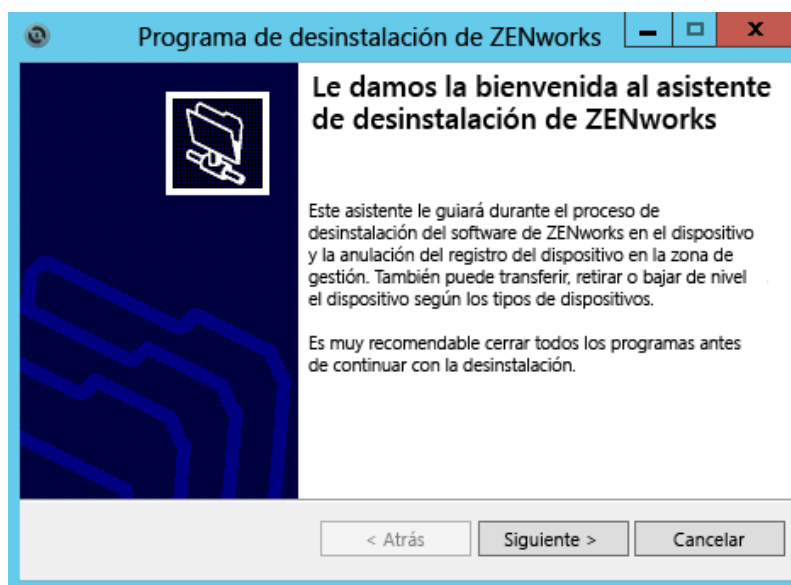 Programa de desinstalación de ZENworks
Le damos la bienvenida al asistente
de desinstalación de ZENworks
Este asistente le guiará durante el proceso de
desinstalación del software de ZENworks en el dispositivo
y la anulación del registro del dispositivo en la zona de
gestión. También puede transferir, retirar o bajar de nivel
el dispositivo según los tipos de dispositivos.
Es muy recomendable cerrar todos los programas antes
de continuar con la desinstalación.
< Atrás
Siguiente >
Cancelar